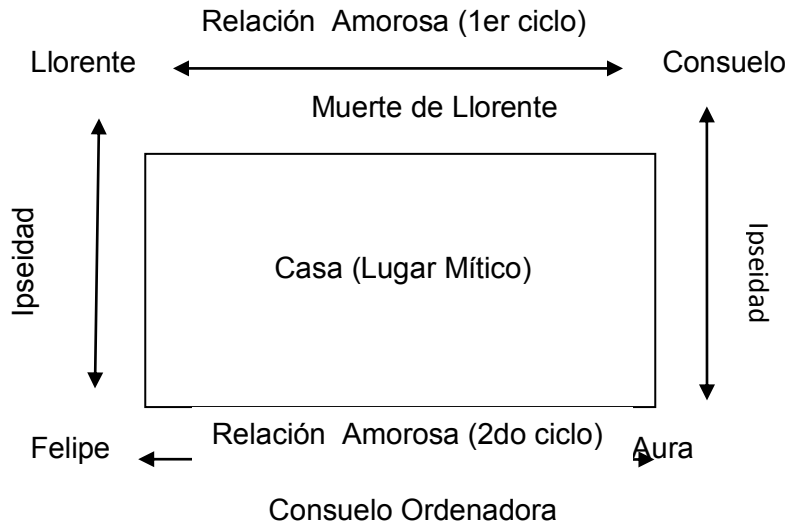 Relación Amorosa (1er ciclo)
Llorente
Consuelo
Muerte de Llorente
Ipseidad
Casa (Lugar Mítico)
Ipseidad
Felipe
Relación Amorosa (2do ciclo)
Aura
Consuelo Ordenadora